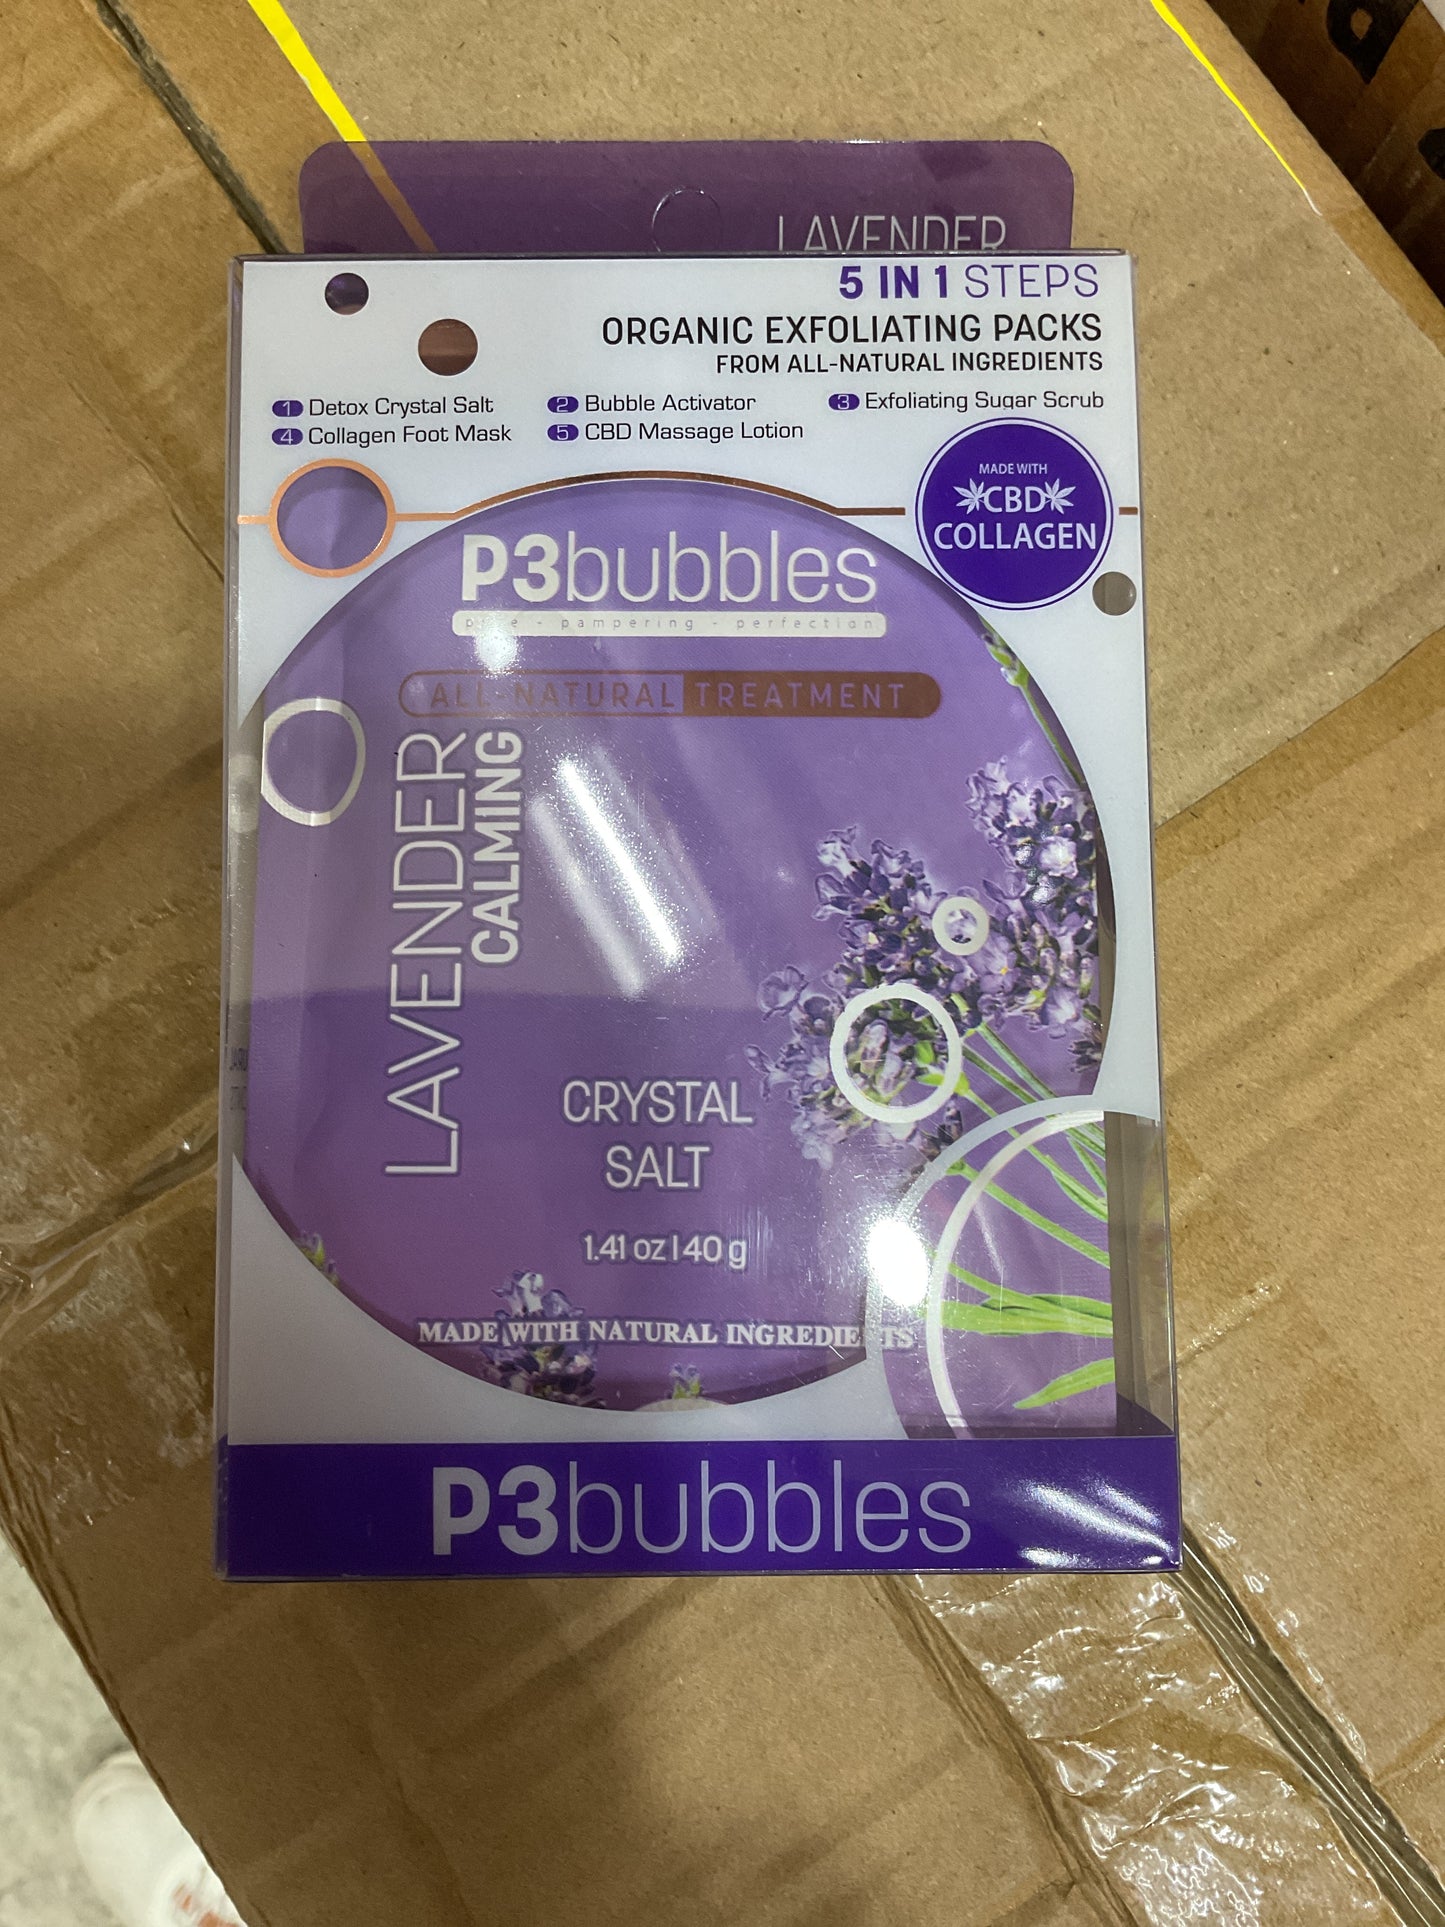 LAVENDER
5 IN 1 STEPS
ORGANIC EXFOLIATING PACKS
FROM ALL-NATURAL INGREDIENTS
1 Detox Crystal Salt 2 Bubble Activator 3 Exfoliating Sugar Scrub
4 Collagen Foot Mask 5 CBD Massage Lotion
MADE WITH
CBD
COLLAGEN
P3bubbles
- pampering - perfection
ALL-NATURAL TREATMENT
LAVENDER
CALMING
CRYSTAL
SALT
1.41 oz | 40 g
MADE WITH NATURAL INGREDIENTS
P3bubbles